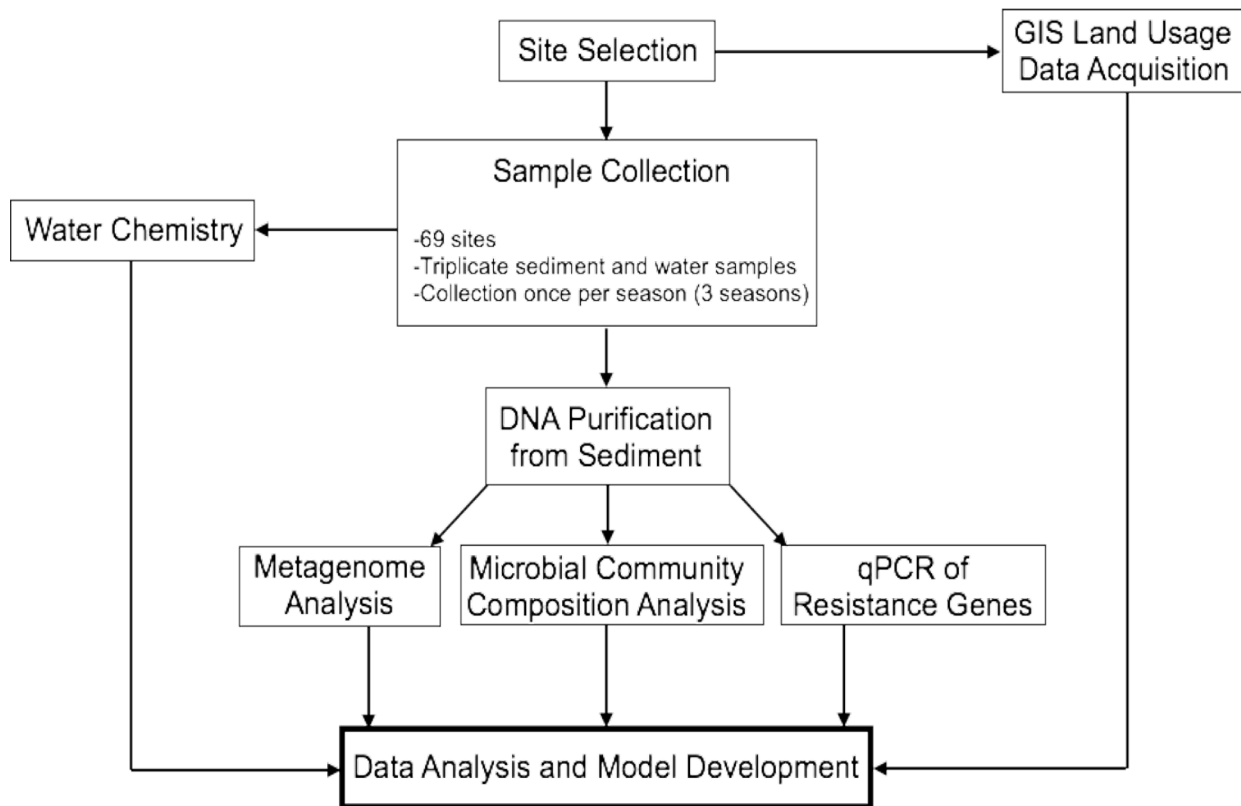 Site Selection
GIS Land Usage
Data Acquisition
Sample Collection
-69 sites
-Triplicate sediment and water samples
-Collection once per season (3 seasons)
Water Chemistry
DNA Purification
from Sediment
Metagenome
Analysis
Microbial Community
Composition Analysis
qPCR of
Resistance Genes
Data Analysis and Model Development